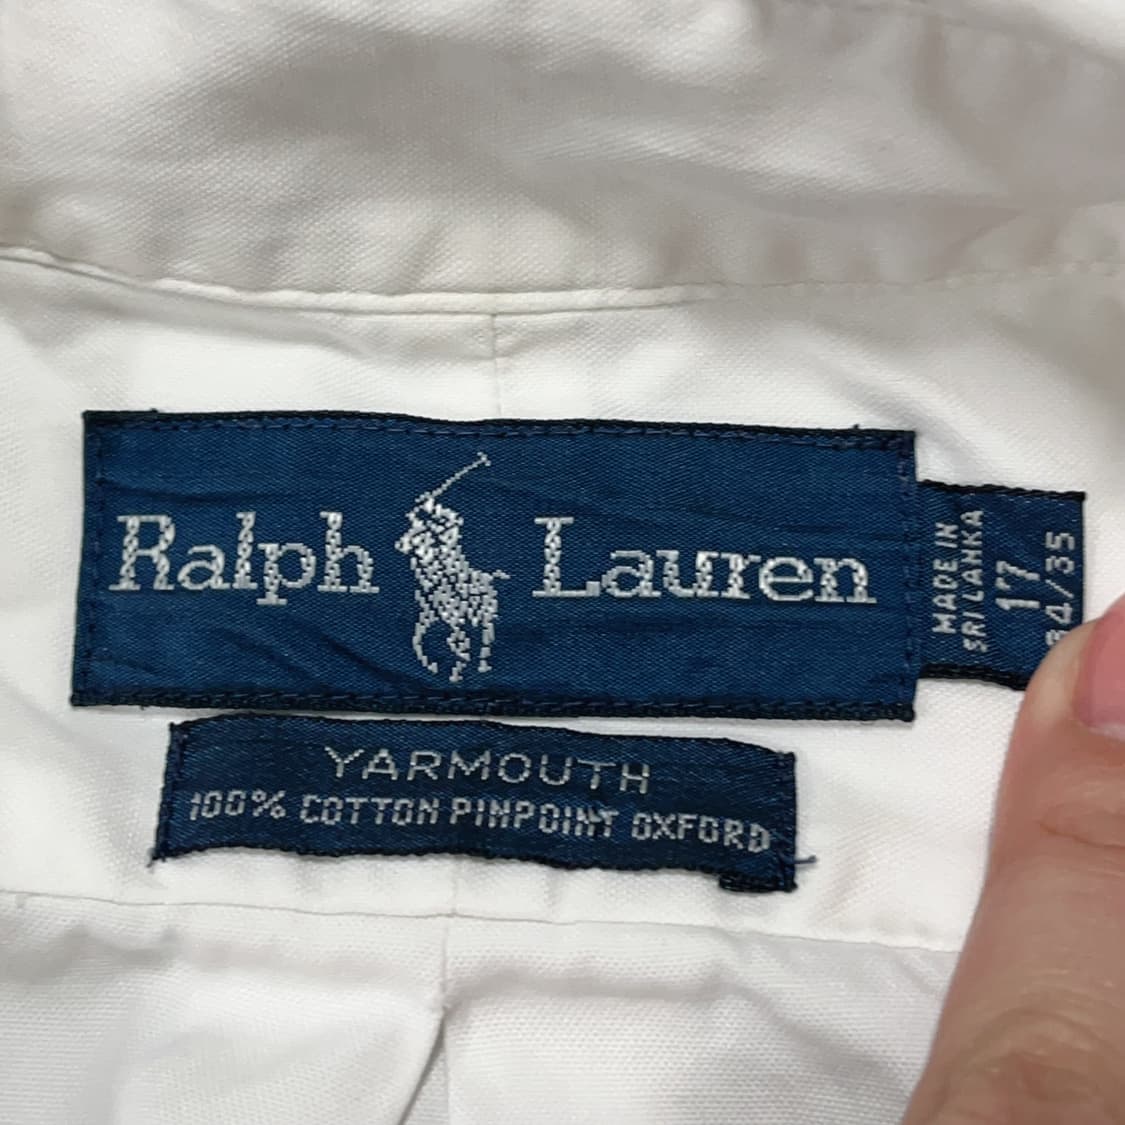 Ralph Lauren
MADE IN
SRI LANKA
17
34/35
YARMOUTH
100% COTTON PINPOINT OXFORD